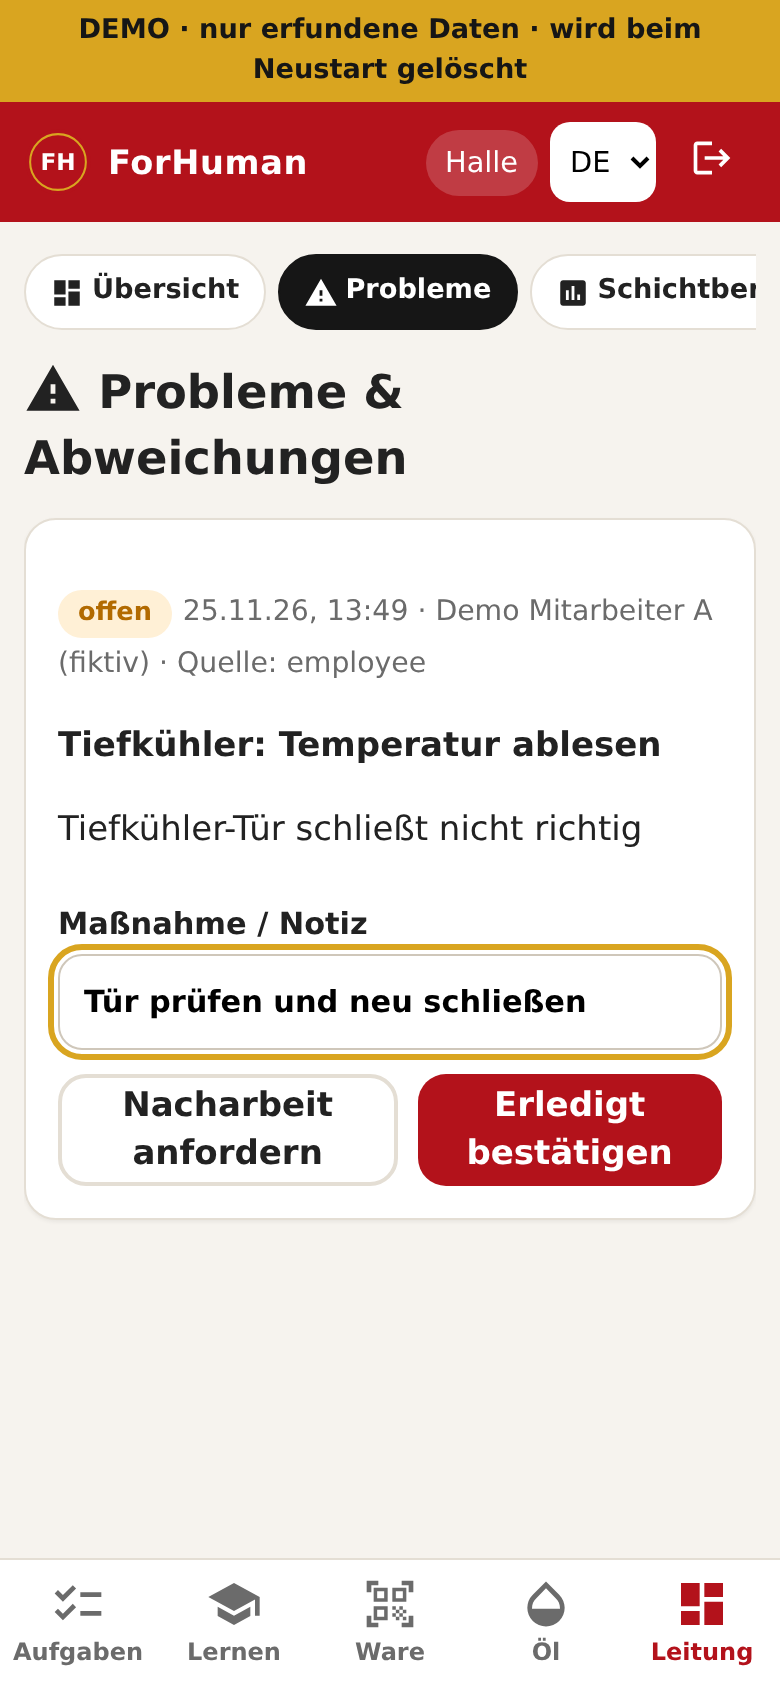 DEMO · nur erfundene Daten · wird beim
Neustart gelöscht
FH ForHuman Halle DE
Übersicht Probleme Schichtber
Probleme &
Abweichungen
offen 25.11.26, 13:49 · Demo Mitarbeiter A
(fiktiv) · Quelle: employee
Tiefkühler: Temperatur ablesen
Tiefkühler-Tür schließt nicht richtig
Maßnahme / Notiz
Tür prüfen und neu schließen
Nacharbeit
anfordern
Erledigt
bestätigen
Aufgaben Lernen Ware Öl Leitung